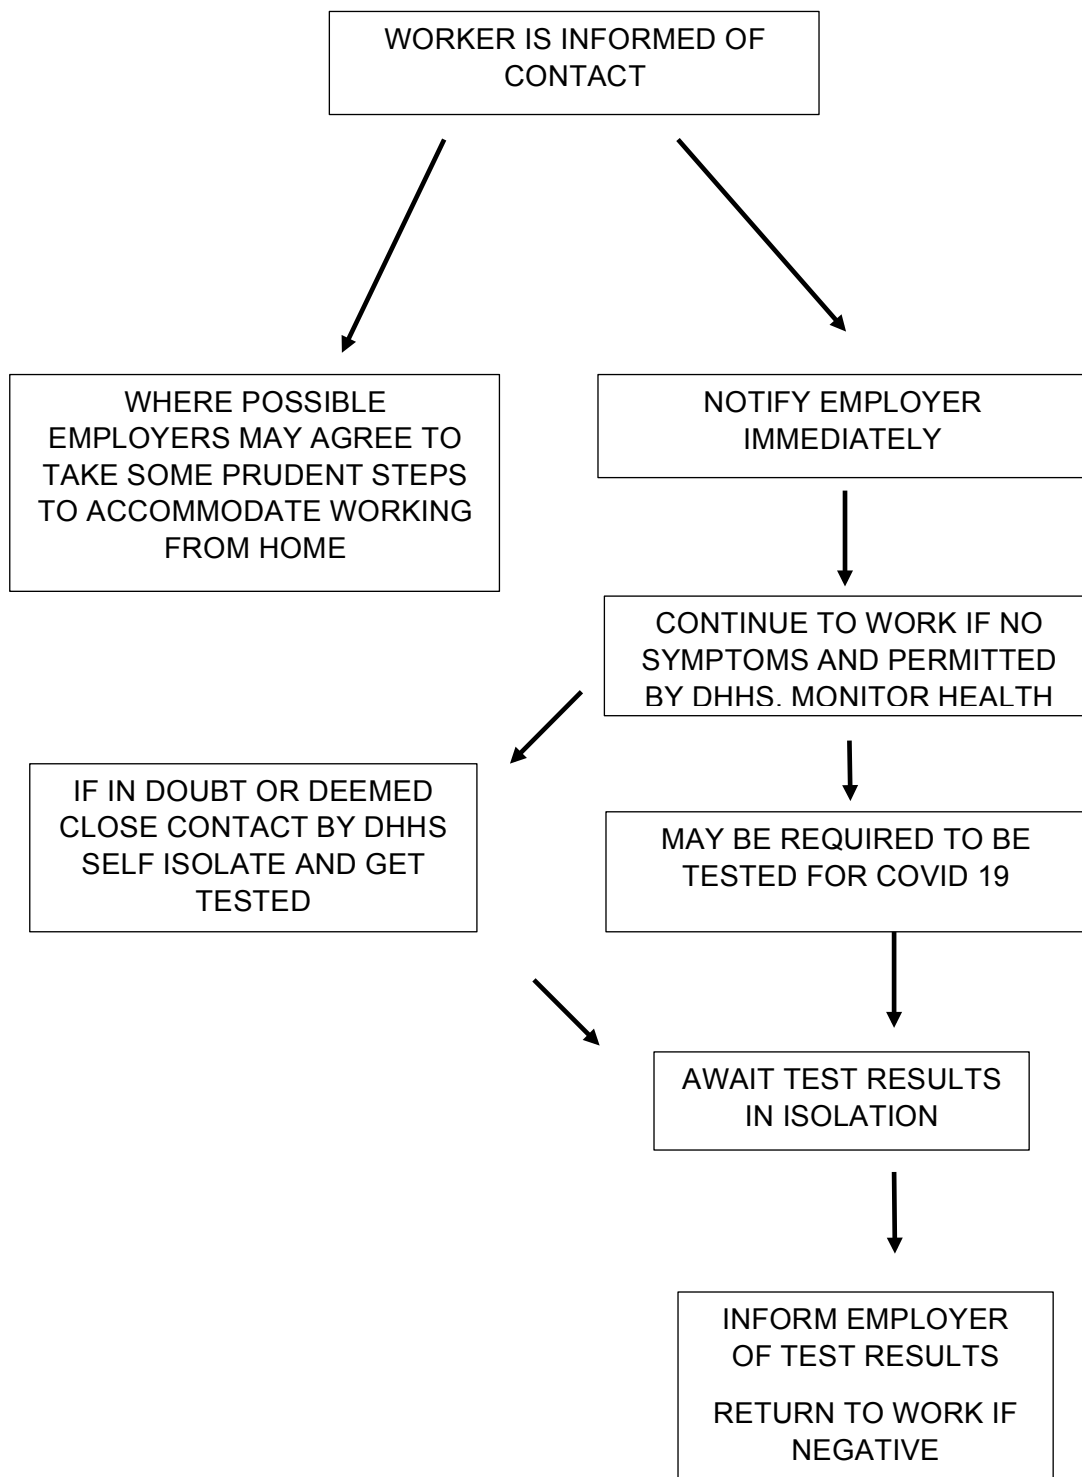 WORKER IS INFORMED OF
CONTACT
WHERE POSSIBLE
EMPLOYERS MAY AGREE TO
TAKE SOME PRUDENT STEPS
TO ACCOMMODATE WORKING
FROM HOME
NOTIFY EMPLOYER
IMMEDIATELY
CONTINUE TO WORK IF NO
SYMPTOMS AND PERMITTED
BY DHHS. MONITOR HEALTH
IF IN DOUBT OR DEEMED
CLOSE CONTACT BY DHHS
SELF ISOLATE AND GET
TESTED
MAY BE REQUIRED TO BE
TESTED FOR COVID 19
AWAIT TEST RESULTS
IN ISOLATION
INFORM EMPLOYER
OF TEST RESULTS
RETURN TO WORK IF
NEGATIVE